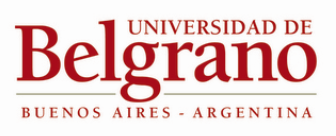 UNIVERSIDAD DE
Belgrano
BUENOS AIRES - ARGENTINA